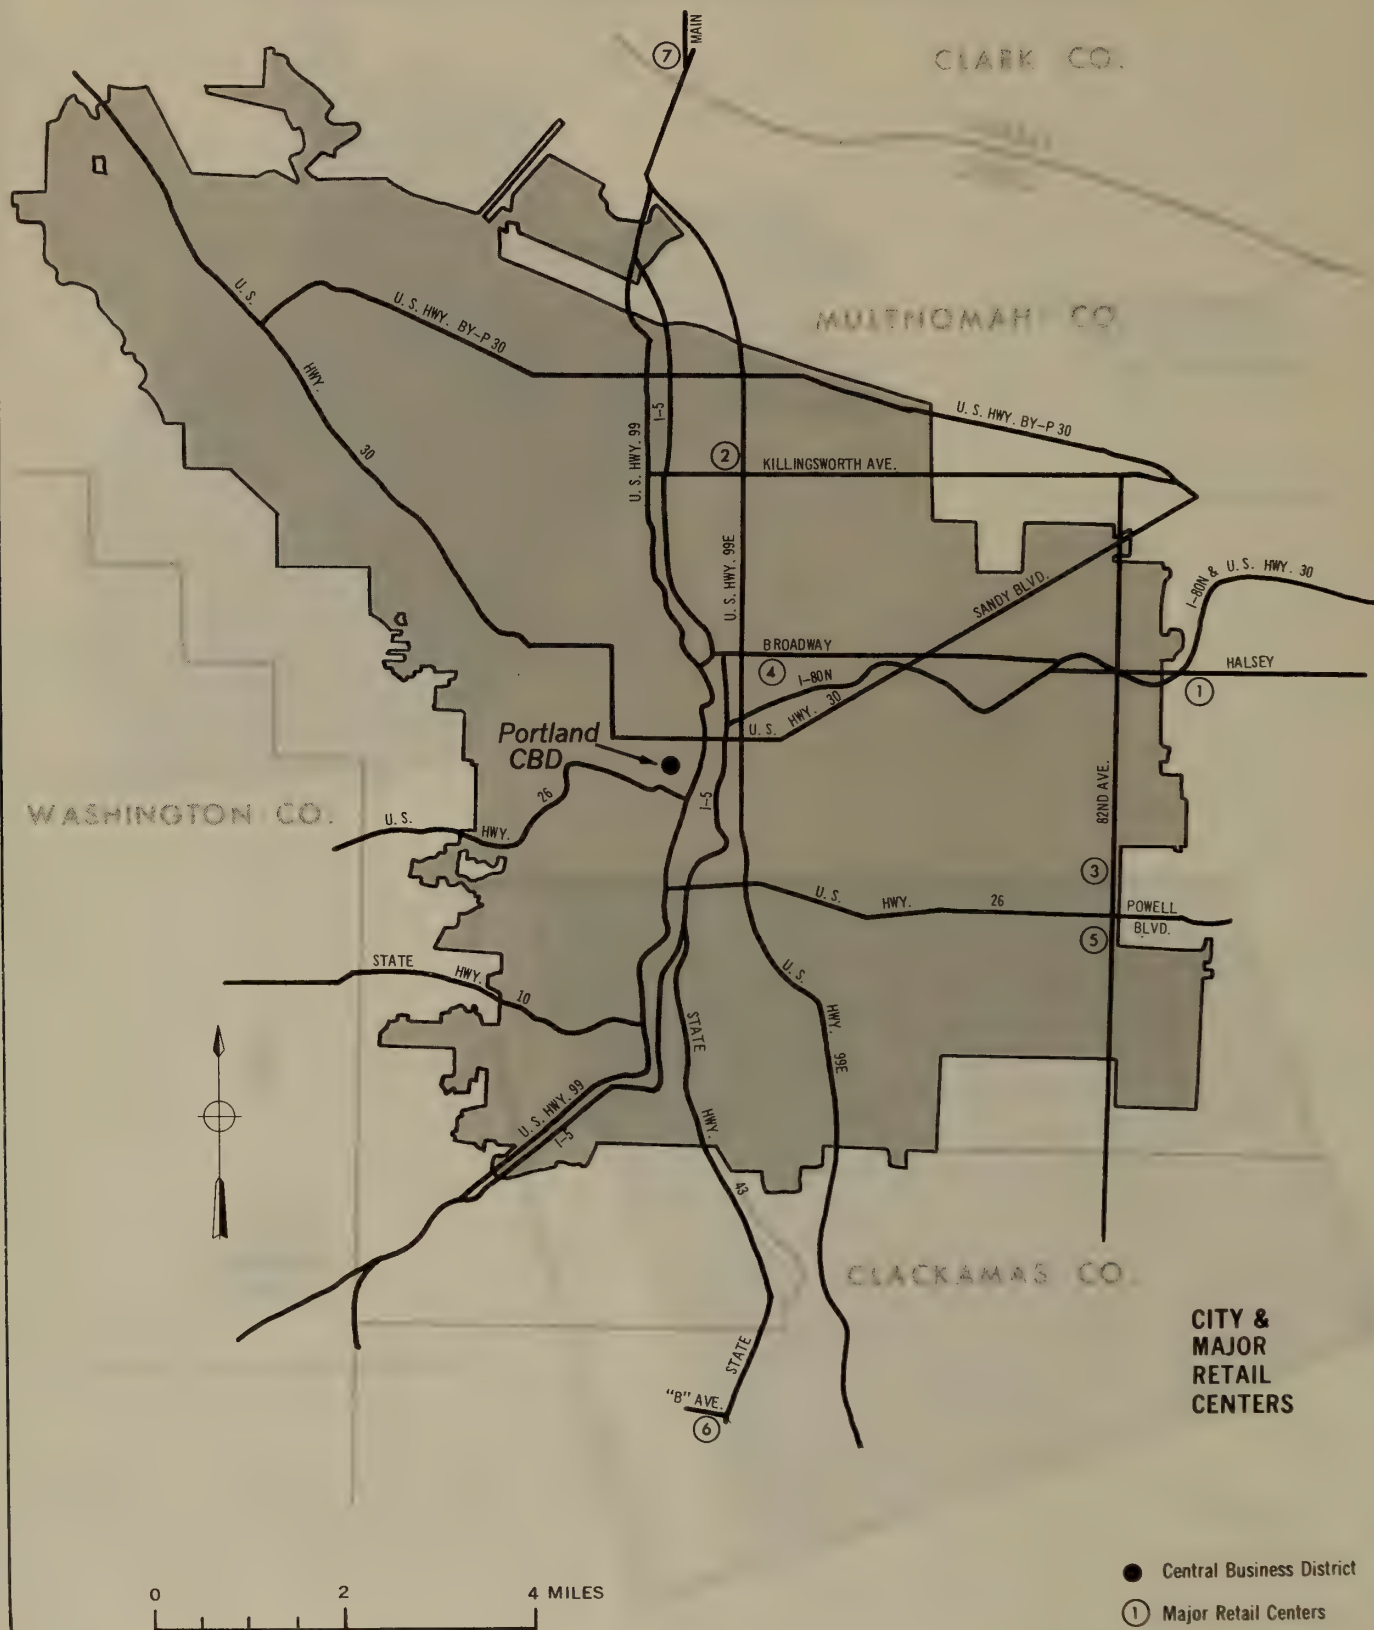 7
MAIN
CLARK CO.
MULTNOMAH CO.
U. S.
HWY.
30
U. S. HWY. BY-P 30
U. S. HWY. BY-P 30
U. S. HWY. 99
I-5
2
KILLINGSWORTH AVE.
U. S. HWY. 99E
SANDY BLVD.
I-80N & U. S. HWY. 30
BROADWAY
4
I-80N
HALSEY
1
U. S. HWY. 30
Portland
CBD
WASHINGTON CO.
U. S. HWY. 26
I-5
82ND AVE.
3
U. S. HWY. 26
POWELL
BLVD.
5
STATE HWY. 10
U. S. HWY. 99E
STATE HWY. 43
U. S. HWY. 99
I-5
CLACKAMAS CO.
STATE
"B" AVE.
6
CITY &
MAJOR
RETAIL
CENTERS
Central Business District
1 Major Retail Centers
0 2 4 MILES